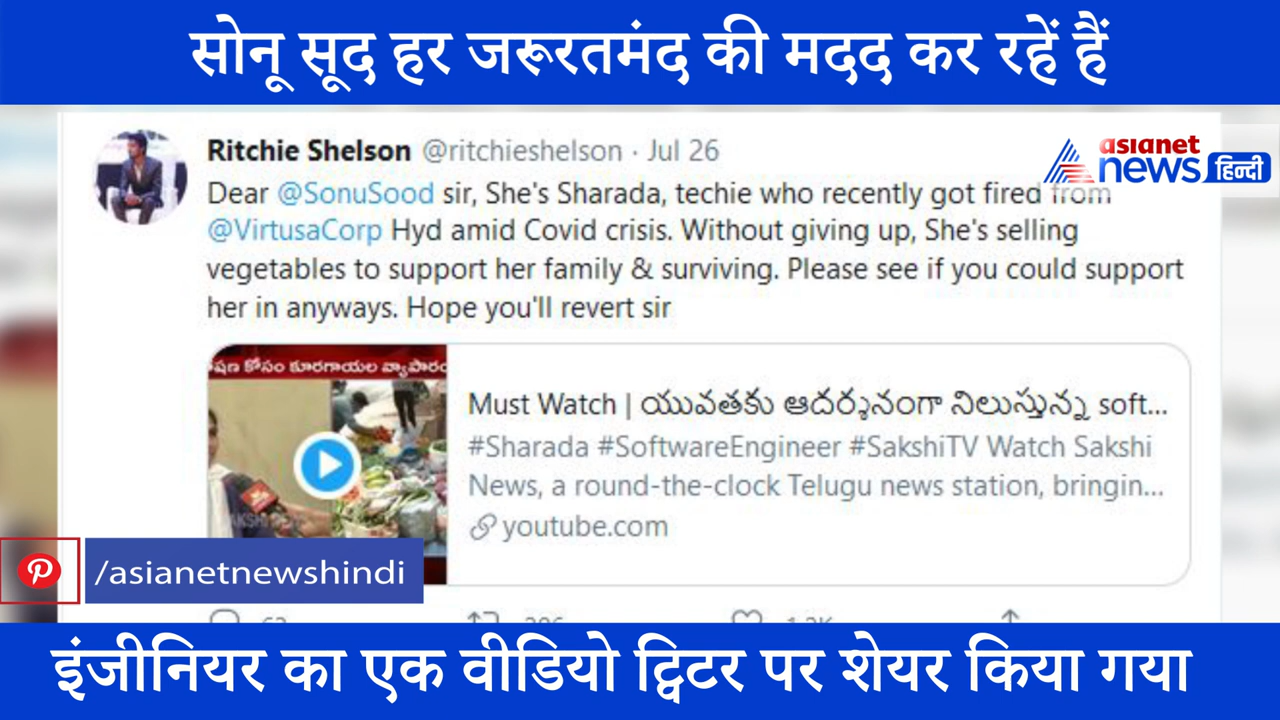 सोनू सूद हर जरूरतमंद की मदद कर रहें हैं
Ritchie Shelson @ritchieshelson · Jul 26
asianet
news हिन्दी
Dear @SonuSood sir, She's Sharada, techie who recently got fired from
@VirtusaCorp Hyd amid Covid crisis. Without giving up, She's selling
vegetables to support her family & surviving. Please see if you could support
her in anyways. Hope you'll revert sir
కోసం కూరగాయల వ్యాపారం
Must Watch | యువతకు ఆదర్శనంగా నిలుస్తున్న soft...
#Sharada #SoftwareEngineer #SakshiTV Watch Sakshi
News, a round-the-clock Telugu news station, bringin...
youtube.com
/asianetnewshindi
इंजीनियर का एक वीडियो ट्विटर पर शेयर किया गया